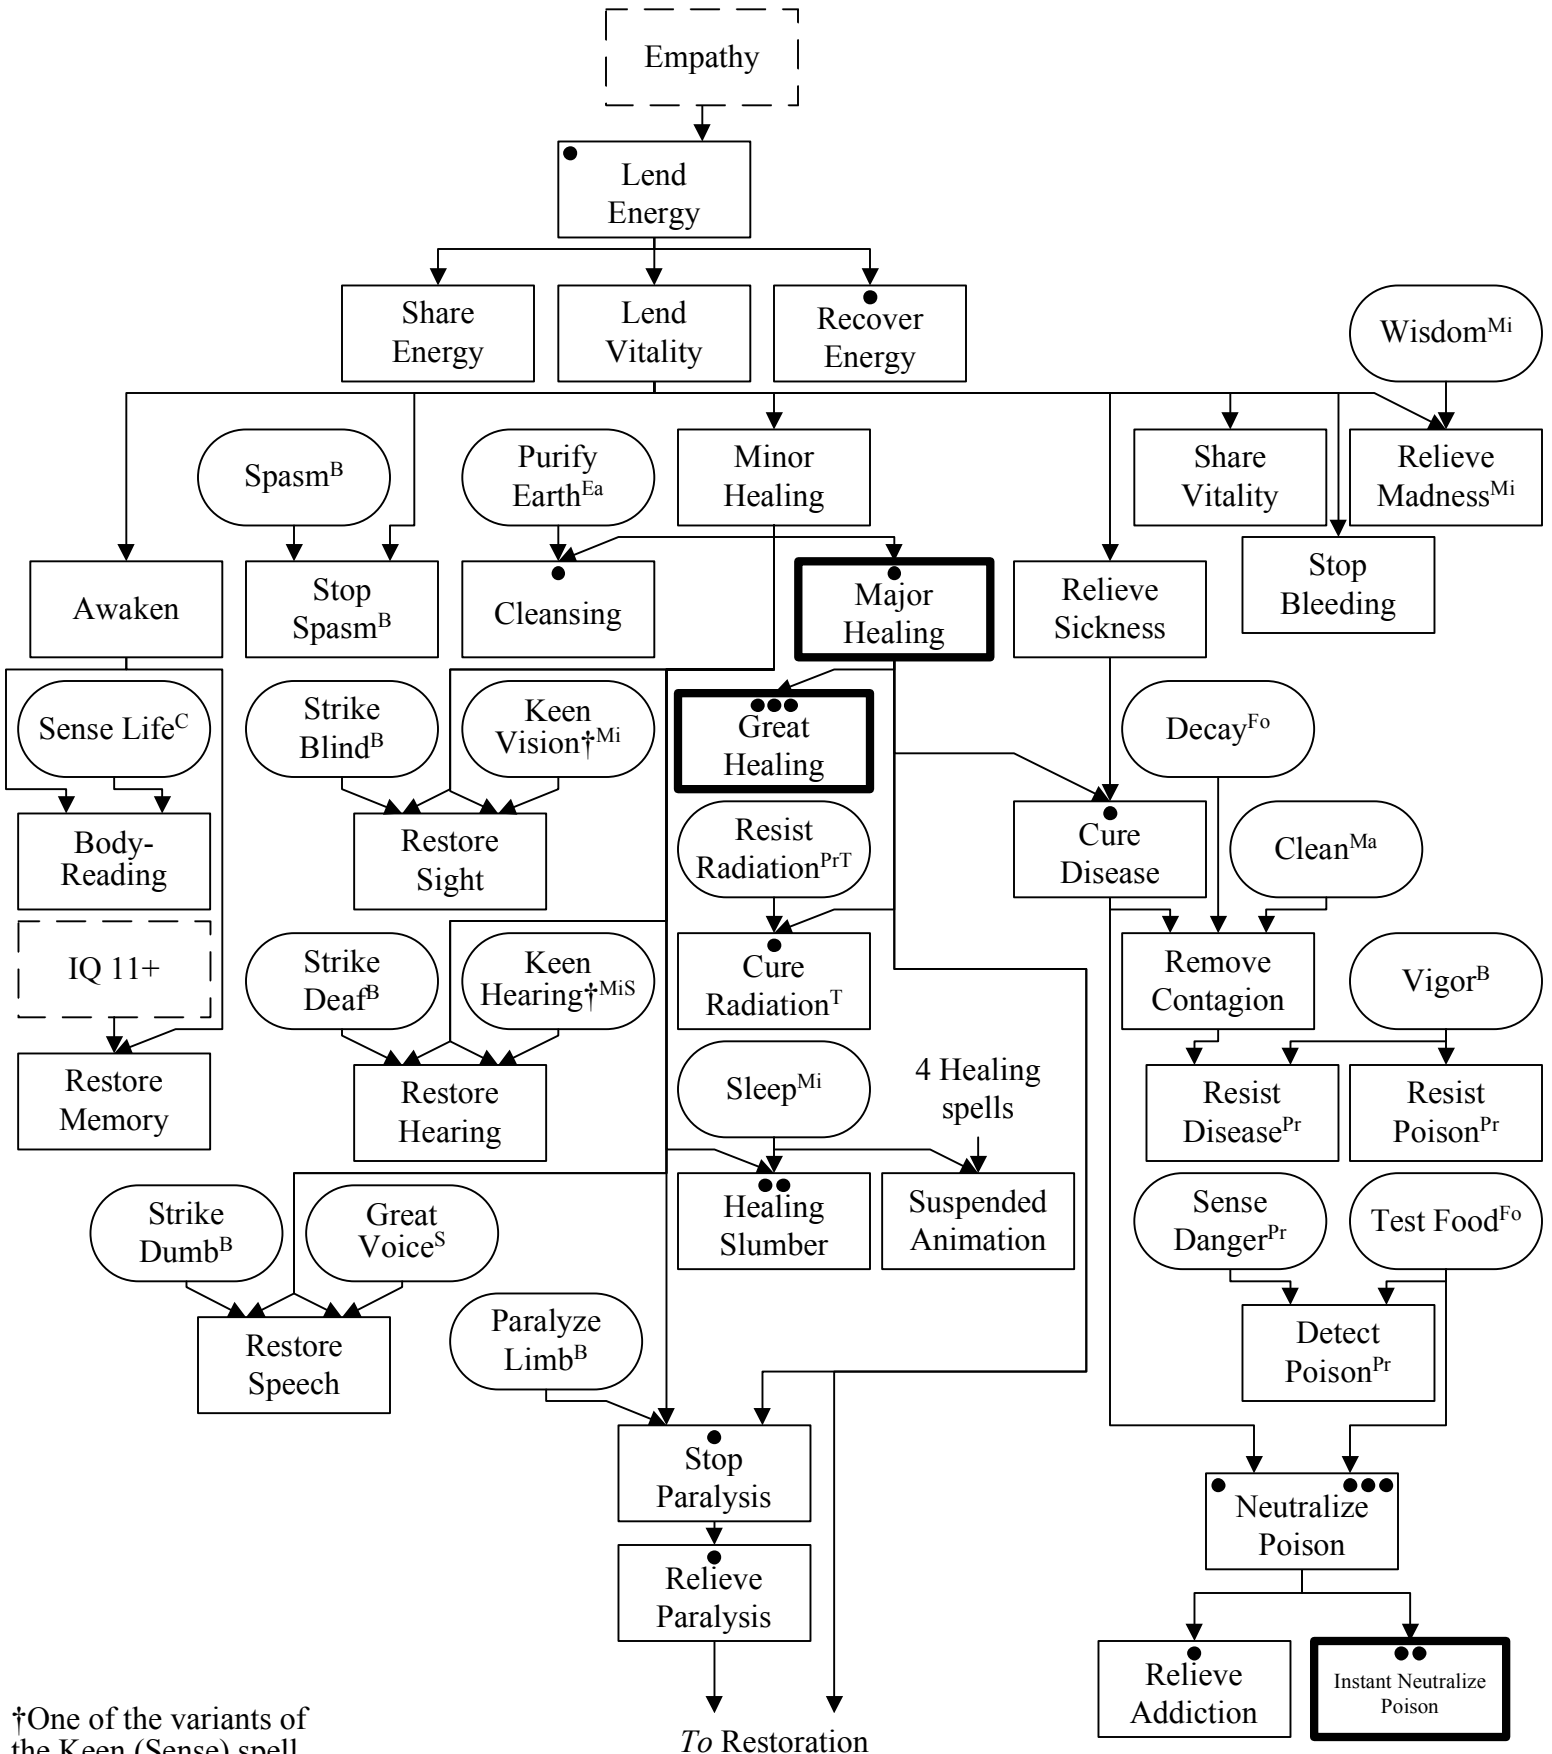 Empathy
Lend
Energy
Share
Energy
Lend
Vitality
Recover
Energy
Wisdom^Mi
Spasm^B
Purify
Earth^Ea
Minor
Healing
Share
Vitality
Relieve
Madness^Mi
Awaken
Stop
Spasm^B
Cleansing
Major
Healing
Relieve
Sickness
Stop
Bleeding
Sense Life^C
Strike
Blind^B
Keen
Vision†^Mi
Great
Healing
Decay^Fo
Body-
Reading
Restore
Sight
Resist
Radiation^PrT
Cure
Disease
Clean^Ma
IQ 11+
Strike
Deaf^B
Keen
Hearing†^MiS
Cure
Radiation^T
Remove
Contagion
Vigor^B
Restore
Memory
Restore
Hearing
Sleep^Mi
4 Healing
spells
Resist
Disease^Pr
Resist
Poison^Pr
Strike
Dumb^B
Great
Voice^S
Healing
Slumber
Suspended
Animation
Sense
Danger^Pr
Test Food^Fo
Restore
Speech
Paralyze
Limb^B
Detect
Poison^Pr
Stop
Paralysis
Neutralize
Poison
Relieve
Paralysis
Relieve
Addiction
Instant Neutralize
Poison
†One of the variants of
the Keen (Sense) spell
To Restoration